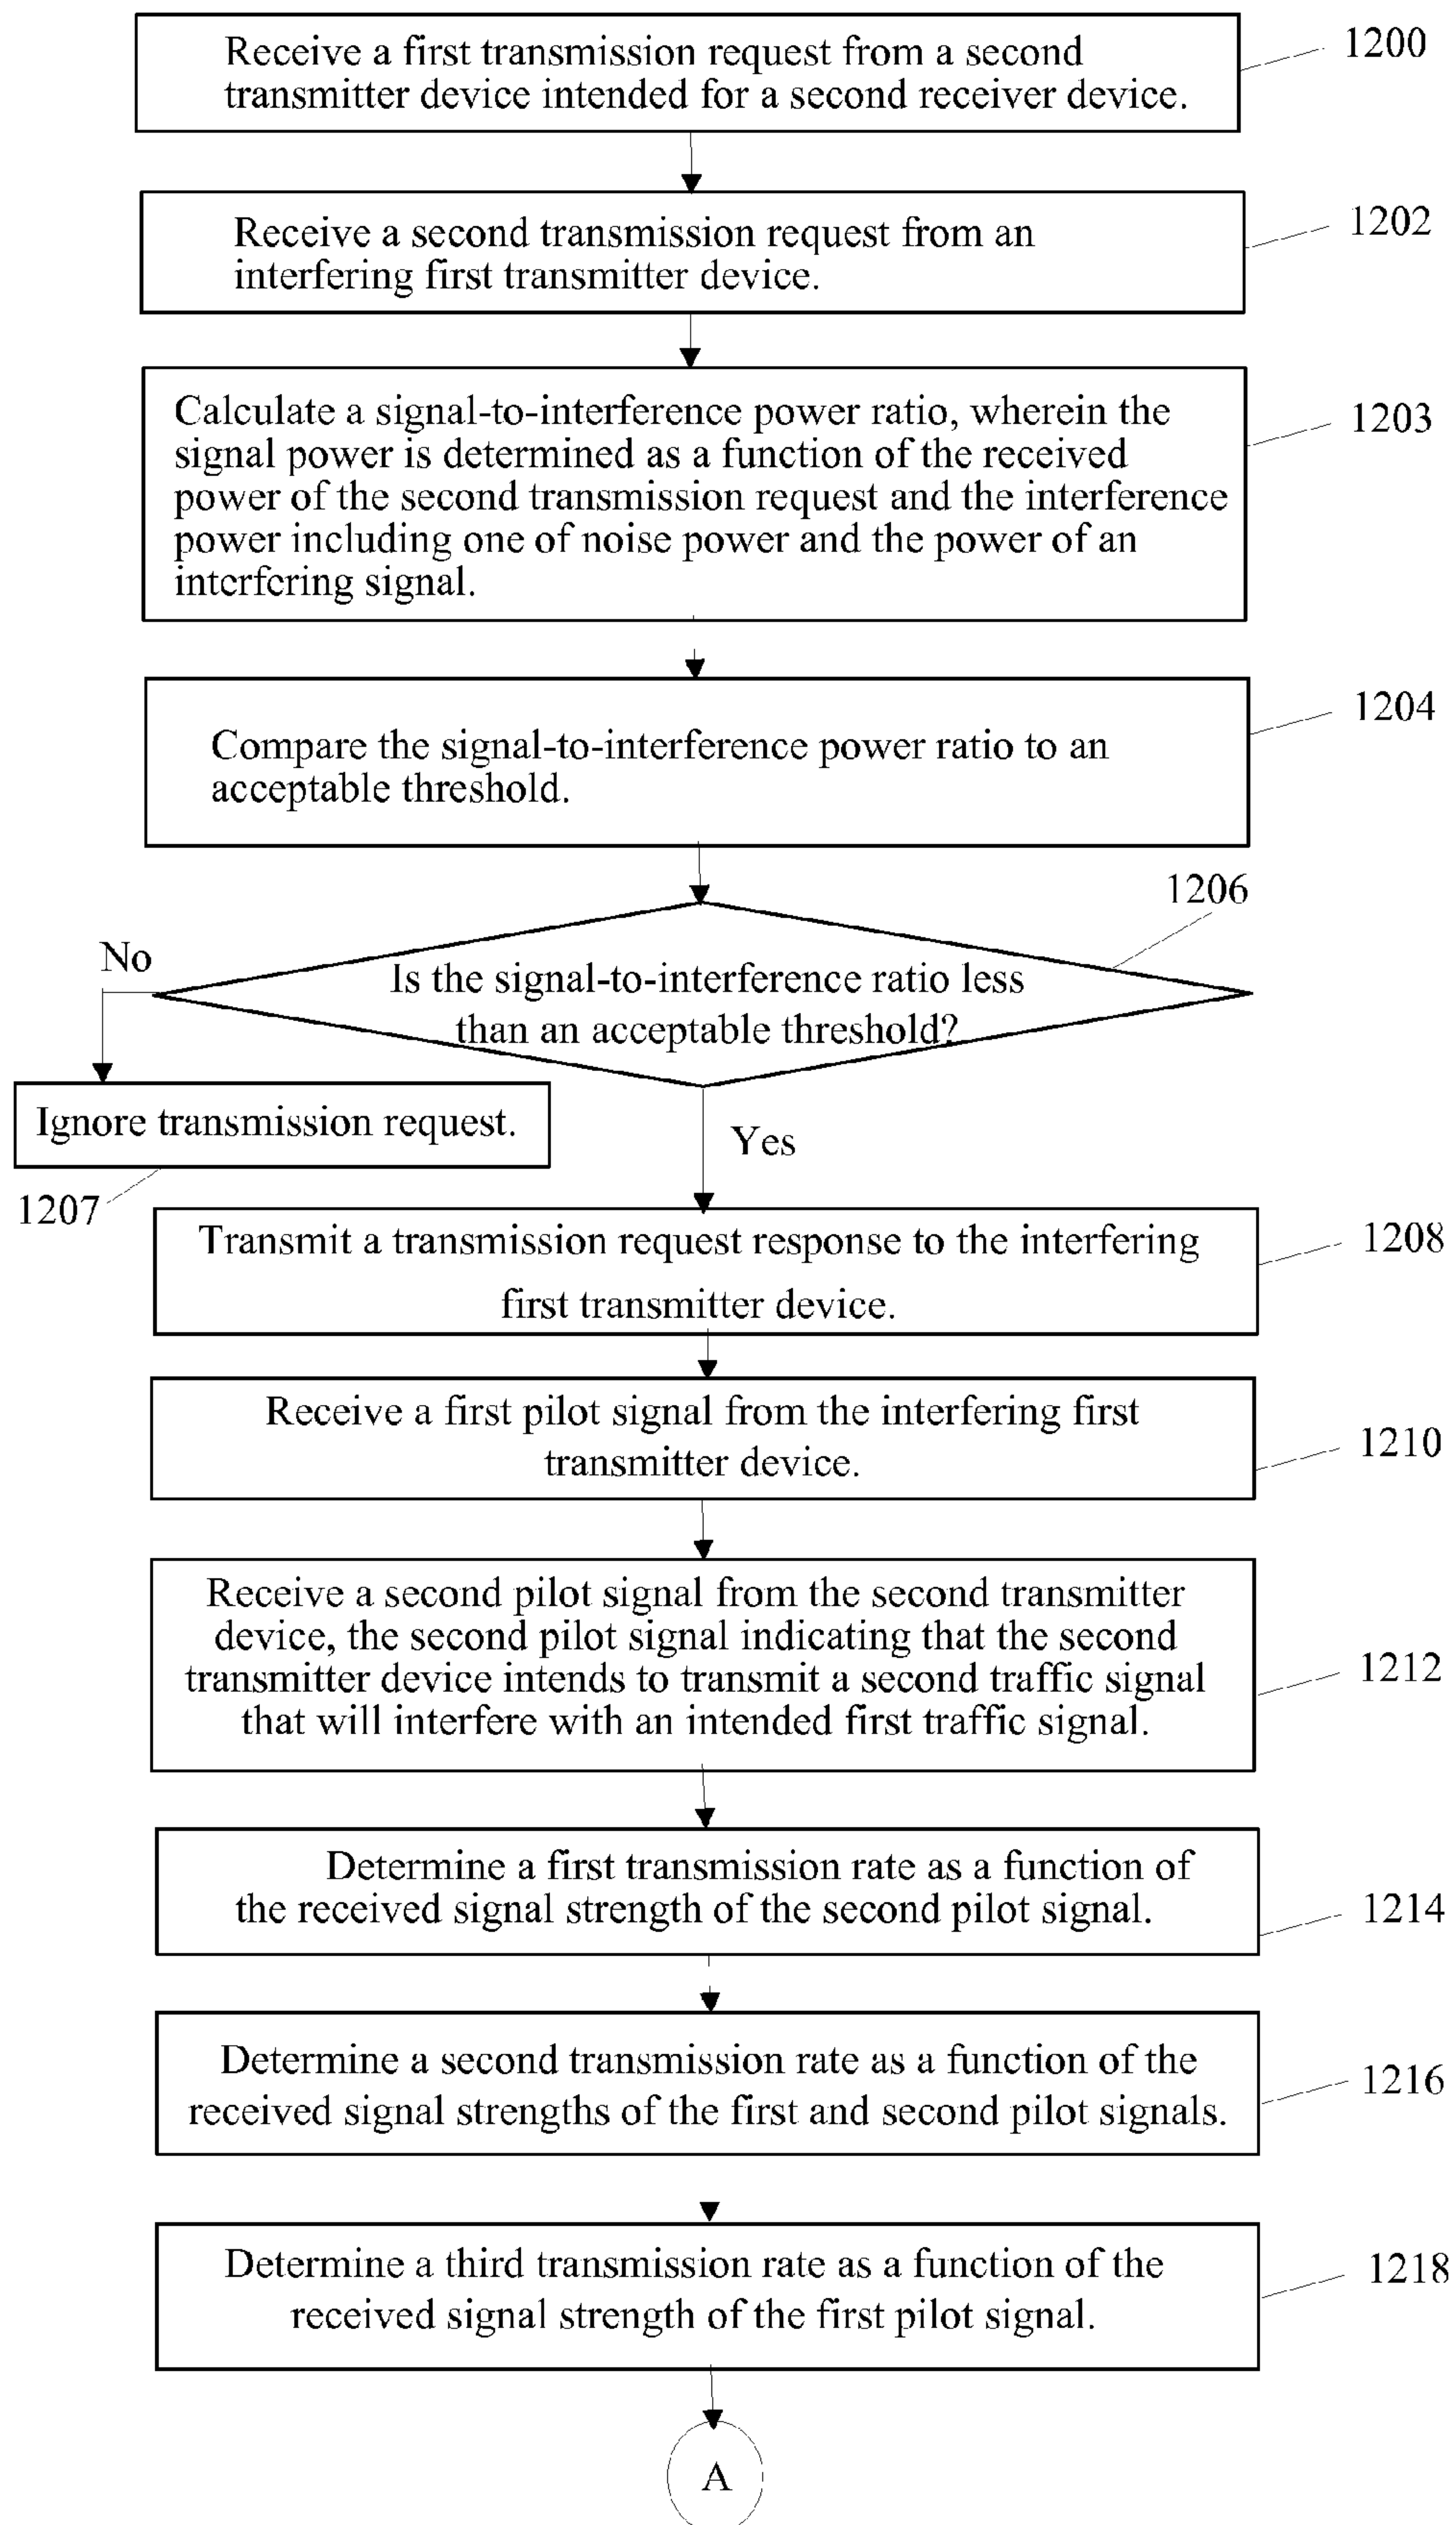 Receive a first transmission request from a second
transmitter device intended for a second receiver device.
1200
Receive a second transmission request from an
interfering first transmitter device.
1202
Calculate a signal-to-interference power ratio, wherein the
signal power is determined as a function of the received
power of the second transmission request and the interference
power including one of noise power and the power of an
interfering signal.
1203
Compare the signal-to-interference power ratio to an
acceptable threshold.
1204
1206
No
Is the signal-to-interference ratio less
than an acceptable threshold?
Ignore transmission request.
Yes
1207
Transmit a transmission request response to the interfering
first transmitter device.
1208
Receive a first pilot signal from the interfering first
transmitter device.
1210
Receive a second pilot signal from the second transmitter
device, the second pilot signal indicating that the second
transmitter device intends to transmit a second traffic signal
that will interfere with an intended first traffic signal.
1212
Determine a first transmission rate as a function of
the received signal strength of the second pilot signal.
1214
Determine a second transmission rate as a function of the
received signal strengths of the first and second pilot signals.
1216
Determine a third transmission rate as a function of the
received signal strength of the first pilot signal.
1218
A